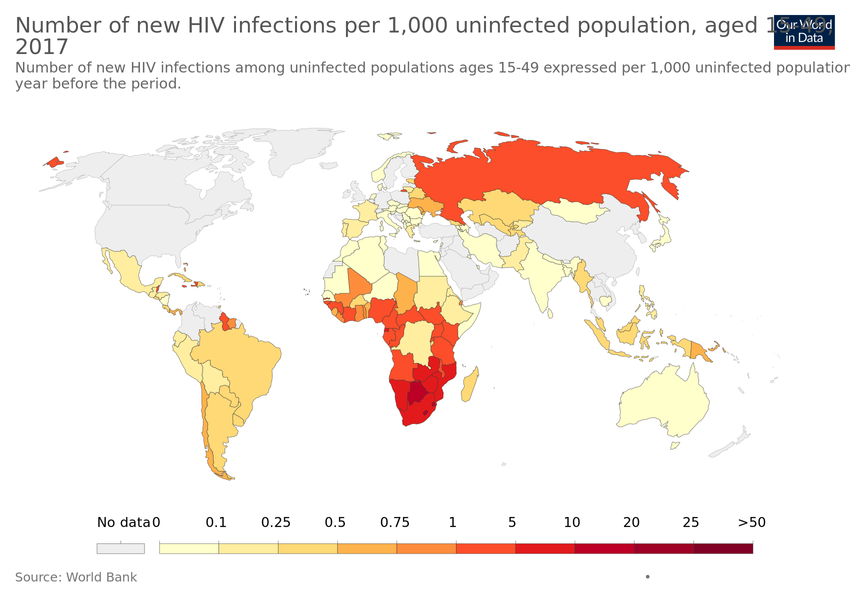 Number of new HIV infections per 1,000 uninfected population, aged 15-49,
2017
Our World
in Data
Number of new HIV infections among uninfected populations ages 15-49 expressed per 1,000 uninfected population
year before the period.
No data 0 0.1 0.25 0.5 0.75 1 5 10 20 25 >50
Source: World Bank